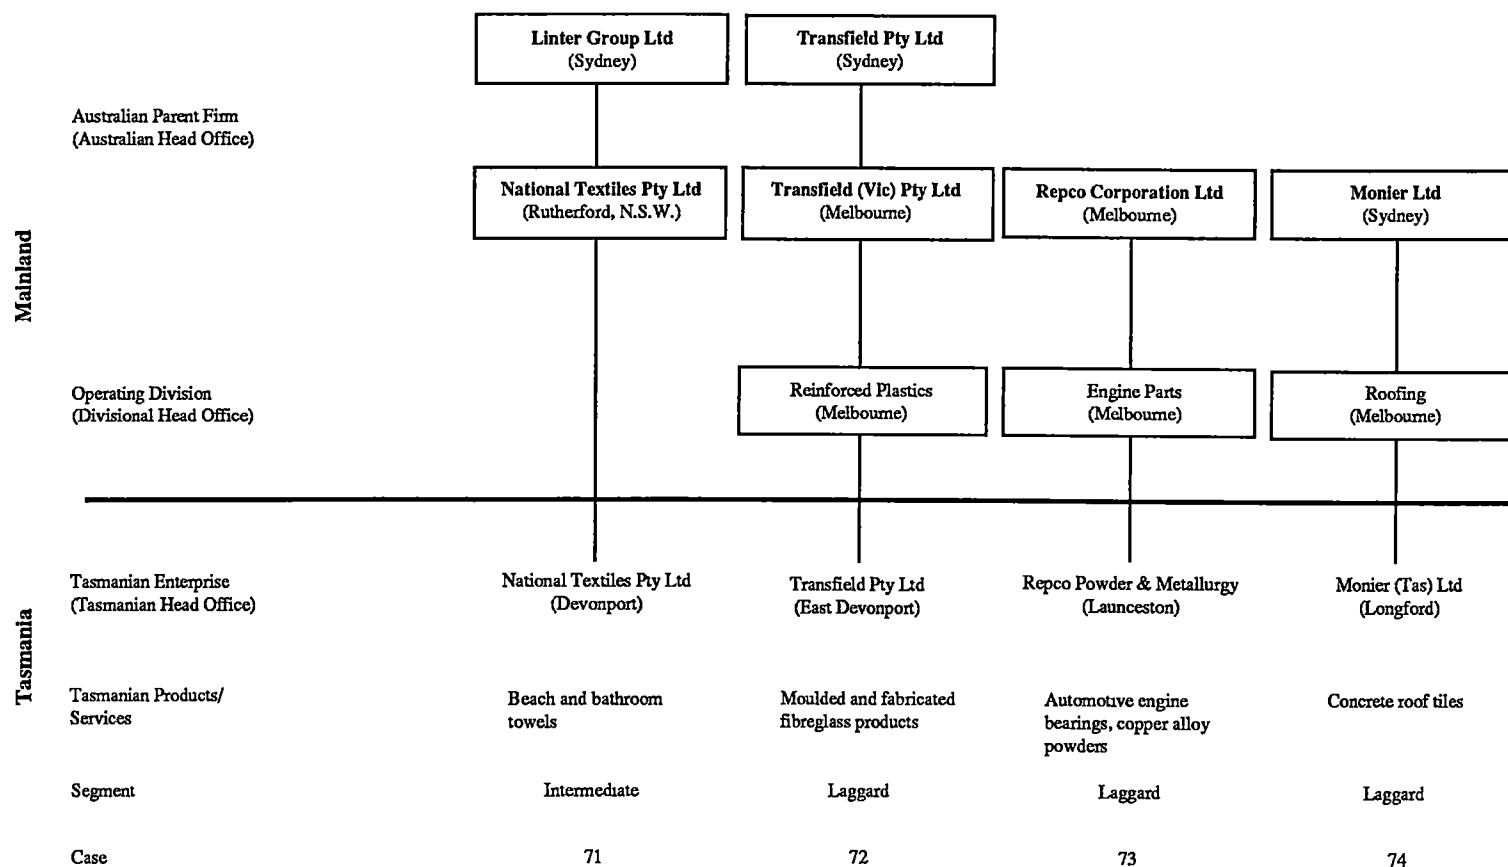 Linter Group Ltd
(Sydney)
Transfield Pty Ltd
(Sydney)
Australian Parent Firm
(Australian Head Office)
National Textiles Pty Ltd
(Rutherford, N.S.W.)
Transfield (Vic) Pty Ltd
(Melbourne)
Repco Corporation Ltd
(Melbourne)
Monier Ltd
(Sydney)
Mainland
Operating Division
(Divisional Head Office)
Reinforced Plastics
(Melbourne)
Engine Parts
(Melbourne)
Roofing
(Melbourne)
Tasmania
Tasmanian Enterprise
(Tasmanian Head Office)
National Textiles Pty Ltd
(Devonport)
Transfield Pty Ltd
(East Devonport)
Repco Powder & Metallurgy
(Launceston)
Monier (Tas) Ltd
(Longford)
Tasmanian Products/
Services
Beach and bathroom
towels
Moulded and fabricated
fibreglass products
Automotive engine
bearings, copper alloy
powders
Concrete roof tiles
Segment
Intermediate
Laggard
Laggard
Laggard
Case
71
72
73
74